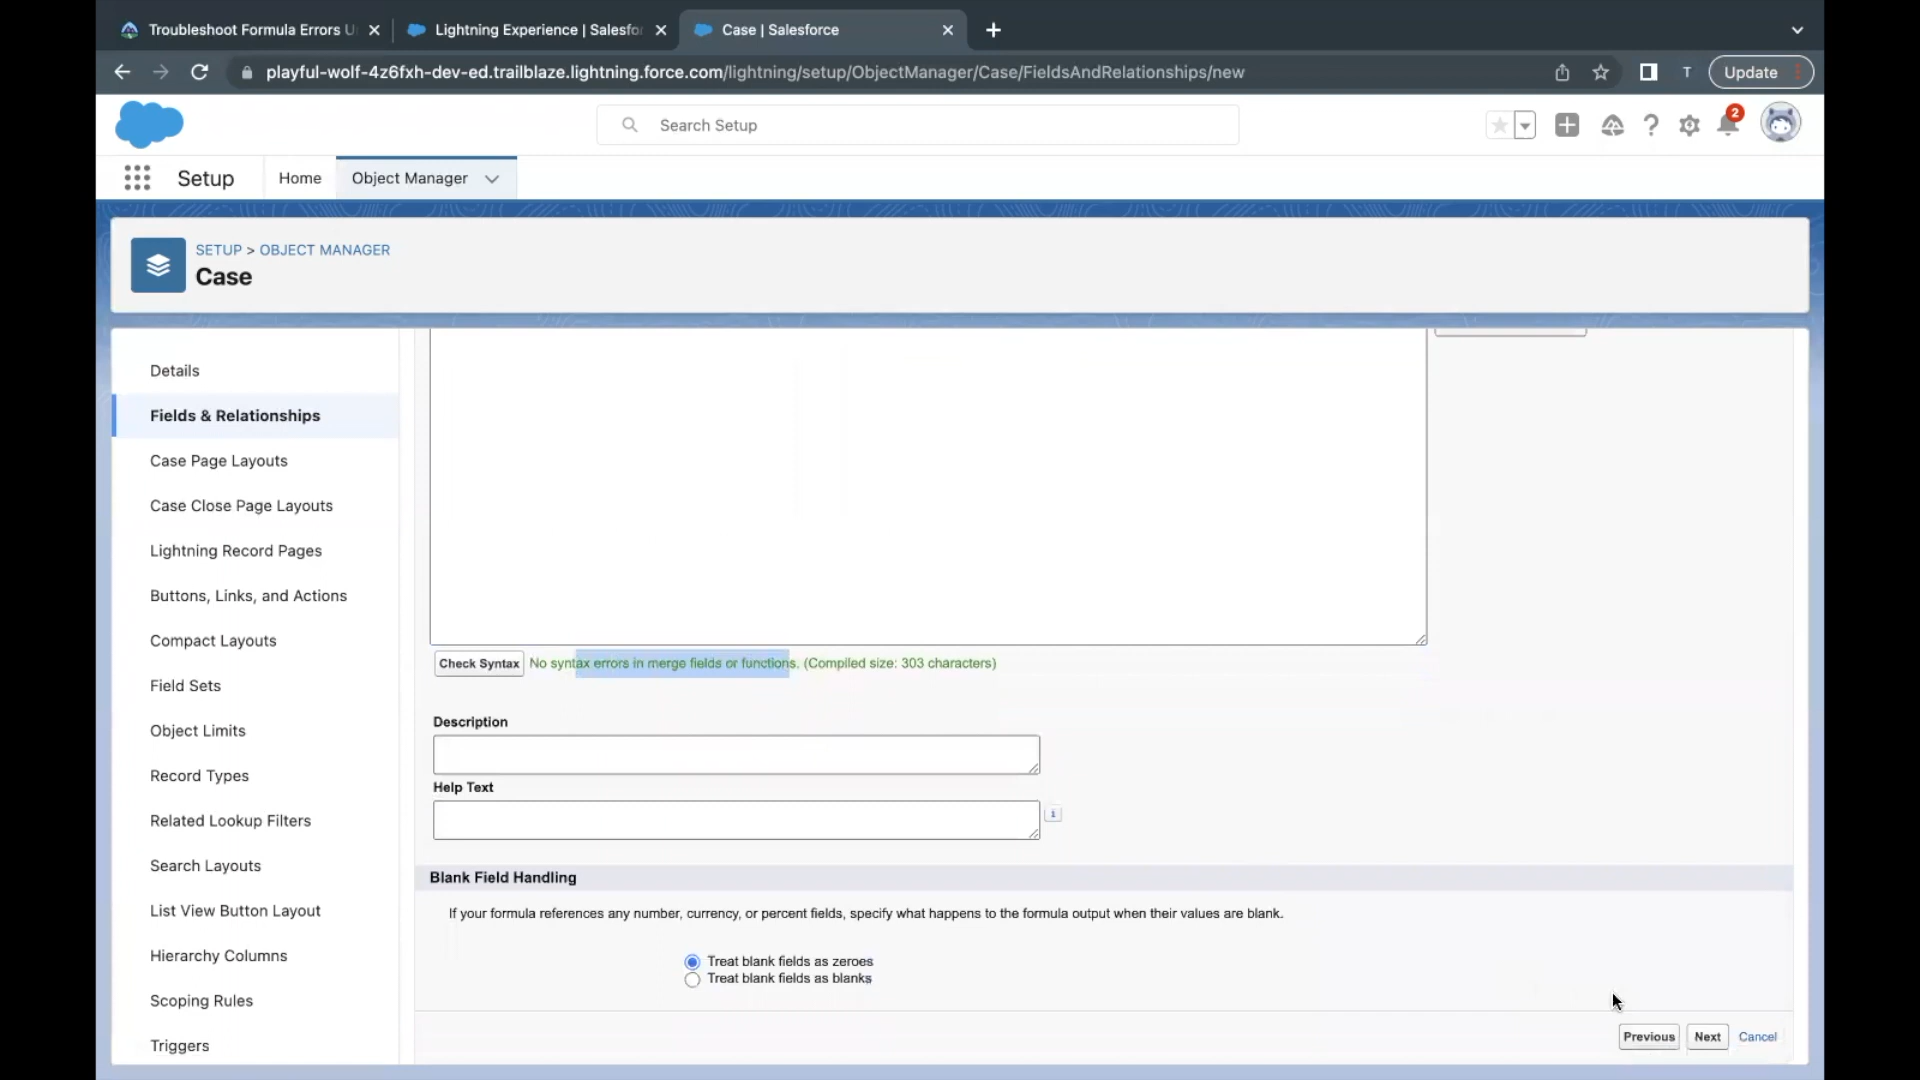 Troubleshoot Formula Errors U
Lightning Experience | Salesfo
Case | Salesforce
playful-wolf-4z6fxh-dev-ed.trailblaze.lightning.force.com/lightning/setup/ObjectManager/Case/FieldsAndRelationships/new
T
Update
Search Setup
2
Setup
Home
Object Manager
SETUP > OBJECT MANAGER
Case
Details
Fields & Relationships
Case Page Layouts
Case Close Page Layouts
Lightning Record Pages
Buttons, Links, and Actions
Compact Layouts
Field Sets
Object Limits
Record Types
Related Lookup Filters
Search Layouts
List View Button Layout
Hierarchy Columns
Scoping Rules
Triggers
Check Syntax No syntax errors in merge fields or functions. (Compiled size: 303 characters)
Description
Help Text
i
Blank Field Handling
If your formula references any number, currency, or percent fields, specify what happens to the formula output when their values are blank.
Treat blank fields as zeroes
Treat blank fields as blanks
Previous Next Cancel